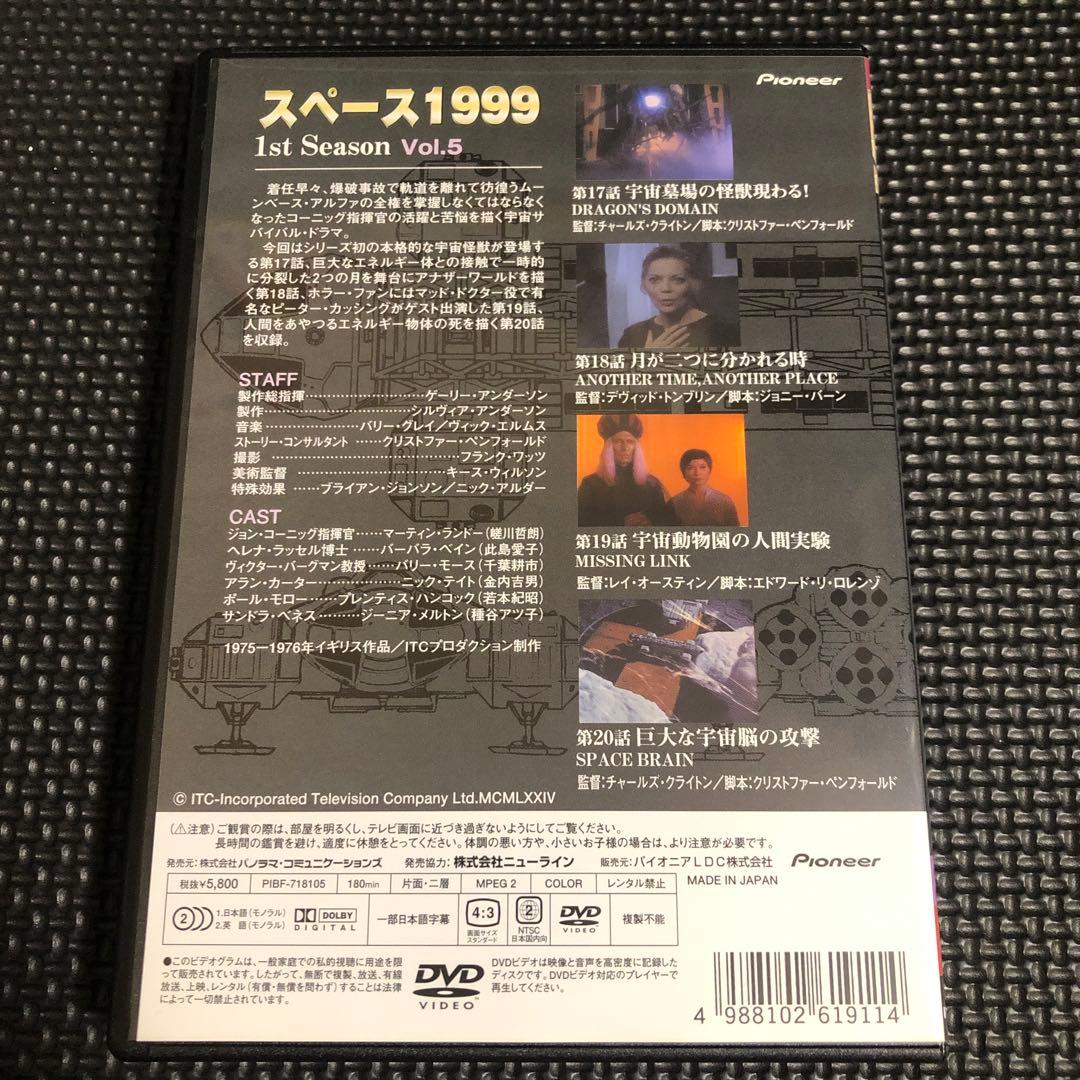 Pioneer
スペース1999
1st Season Vol.5
着任早々、爆破事故で軌道を離れて彷徨うムー
ンベース・アルファの全権を掌握しなくてはならなく
なったコーニッグ指揮官の活躍と苦悩を描く宇宙サ
バイバル・ドラマ。
今回はシリーズ初の本格的な宇宙怪獣が登場す
る第17話、巨大なエネルギー体との接触で一時的
に分裂した2つの月を舞台にアナザーワールドを描
く第18話、ホラー・ファンにはマッド・ドクター役で有
名なピーター・カッシングがゲスト出演した第19話、
人間をあやつるエネルギー物体の死を描く第20話
を収録。
STAFF
製作総指揮……………………ゲーリー・アンダーソン
製作……………………………シルヴィア・アンダーソン
音楽………………バリー・グレイ／ヴィック・エルムス
ストーリー・コンサルタント ……クリストファー・ペンフォールド
撮影 ……………………………………フランク・ワッツ
美術監督 ………………………………キース・ウィルソン
特殊効果 ……ブライアン・ジョンソン／ニック・アルダー
CAST
ジョン・コーニッグ指揮官……マーティン・ランドー（蟇川哲朗）
ヘレナ・ラッセル博士 ……バーバラ・ベイン（此島愛子）
ヴィクター・バーグマン教授……バリー・モース（千葉耕市）
アラン・カーター………………ニック・テイト（金内吉男）
ポール・モロー……プレンティス・ハンコック（若本紀昭）
サンドラ・ベネス………ジーニア・メルトン（種谷アツ子）
1975ー1976年イギリス作品／ITCプロダクション制作
第17話 宇宙墓場の怪獣現わる!
DRAGON'S DOMAIN
監督：チャールズ・クライトン／脚本：クリストファー・ペンフォールド
第18話 月が二つに分かれる時
ANOTHER TIME,ANOTHER PLACE
監督：デヴィッド・トンブリン／脚本：ジョニー・バーン
第19話 宇宙動物園の人間実験
MISSING LINK
監督：レイ・オースティン／脚本：エドワード・リ・ロレンゾ
第20話 巨大な宇宙脳の攻撃
SPACE BRAIN
監督：チャールズ・クライトン／脚本：クリストファー・ペンフォールド
© ITC-Incorporated Television Company Ltd.MCMLXXIV
（⚠注意）ご観賞の際は、部屋を明るくし、テレビ画面に近づき過ぎないようにしてご覧ください。
長時間の鑑賞を避け、適度に休憩をとってください。体調の悪い方や、小さいお子様の場合は、より注意が必要です。
発売元：株式会社パノラマ・コミュニケーションズ 発売協力：株式会社ニューライン 販売元：パイオニアLDC株式会社 Pioneer
税抜¥5,800 PIBF-718105 180min 片面・二層 MPEG 2 COLOR レンタル禁止 MADE IN JAPAN
2 1.日本語（モノラル） 2.英 語（モノラル） DOLBY DIGITAL 一部日本語字幕 4:3 画面サイズ スタンダード 2 NTSC 日本国内向 DVD VIDEO 複製不能
●このビデオグラムは、一般家庭での私的視聴に用途を限
って販売されています。したがって、無断で複製、放送、有線
放送、上映、レンタル（有償・無償を問わず）することは法律
によって一切禁止されています。
DVD VIDEO
DVDビデオは映像と音声を高密度に記録した
ディスクです。DVDビデオ対応のプレイヤーで
再生してください。
4 988102 619114